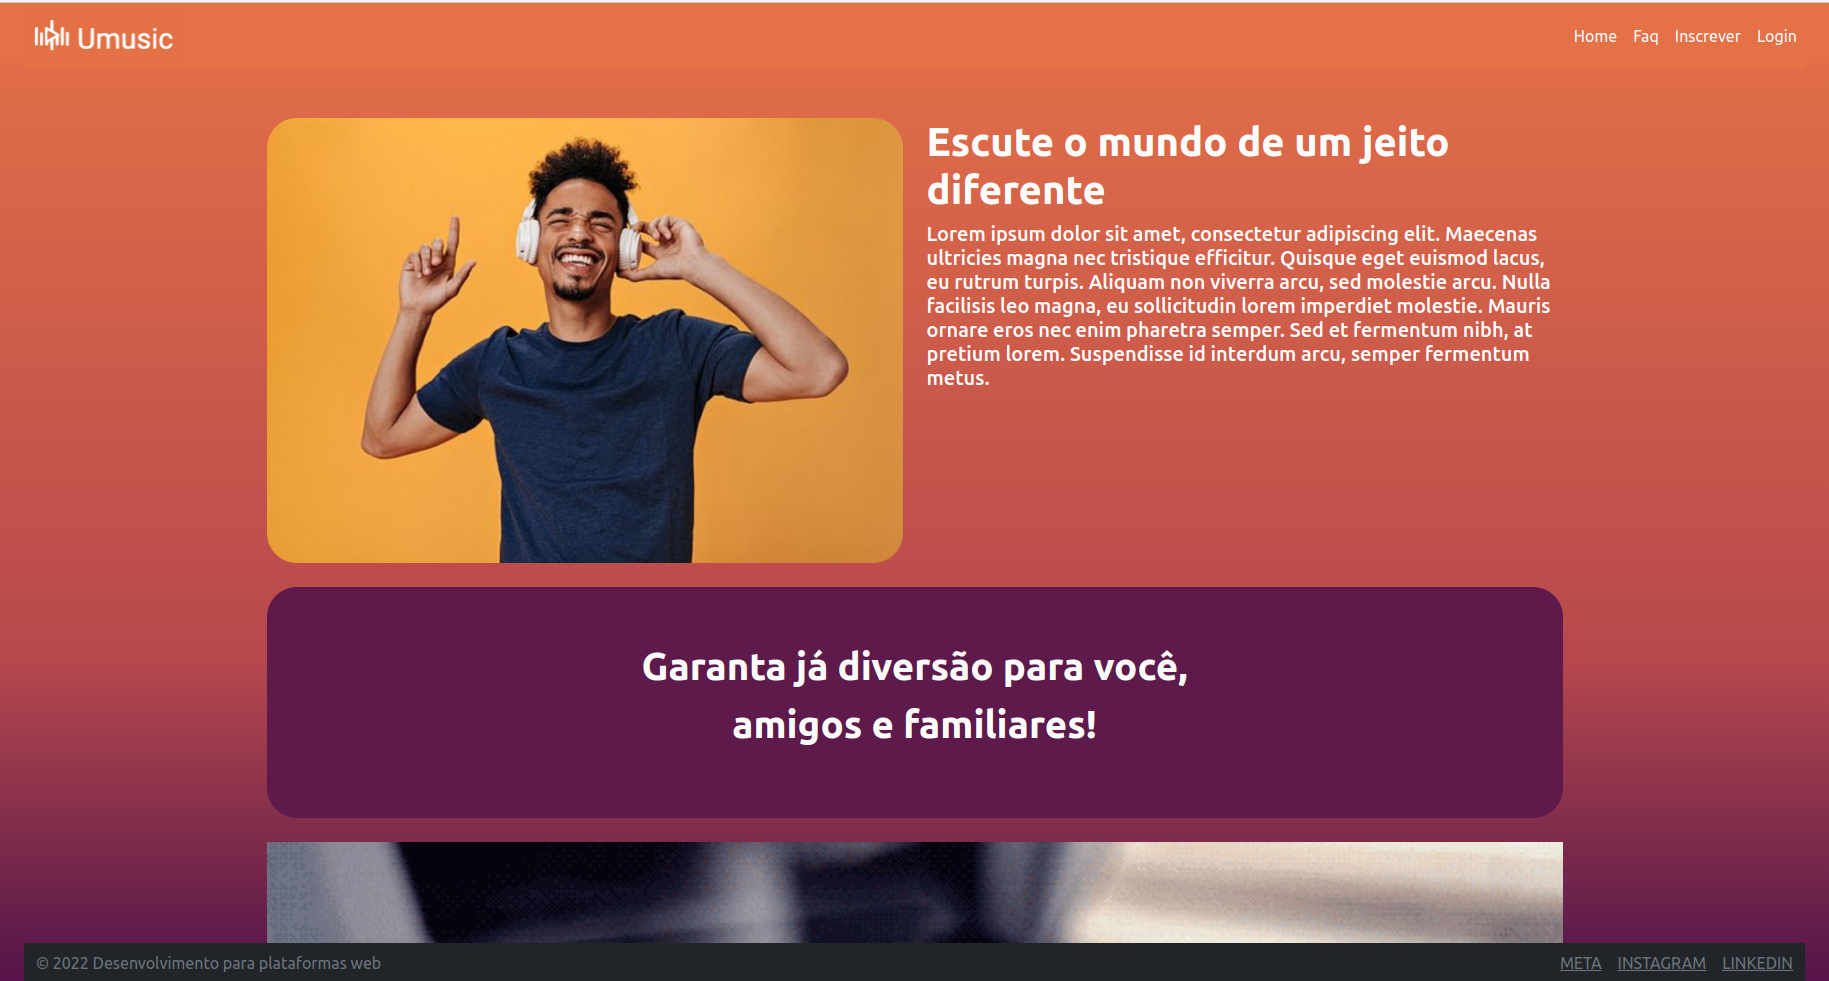 Umusic
Home Faq Inscrever Login
Escute o mundo de um jeito
diferente
Lorem ipsum dolor sit amet, consectetur adipiscing elit. Maecenas
ultricies magna nec tristique efficitur. Quisque eget euismod lacus,
eu rutrum turpis. Aliquam non viverra arcu, sed molestie arcu. Nulla
facilisis leo magna, eu sollicitudin lorem imperdiet molestie. Mauris
ornare eros nec enim pharetra semper. Sed et fermentum nibh, at
pretium lorem. Suspendisse id interdum arcu, semper fermentum
metus.
Garanta já diversão para você,
amigos e familiares!
© 2022 Desenvolvimento para plataformas web
META INSTAGRAM LINKEDIN